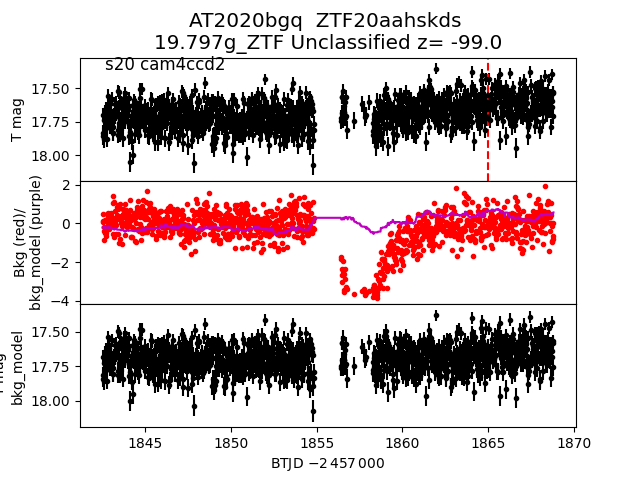 AT2020bgq  ZTF20aahskds
19.797g_ZTF Unclassified z= -99.0
s20 cam4ccd2
T mag
17.50
17.75
18.00
Bkg (red)/
bkg_model (purple)
2
0
−2
−4
bkg_model
17.50
17.75
18.00
1845
1850
1855
1860
1865
1870
BTJD −2 457 000